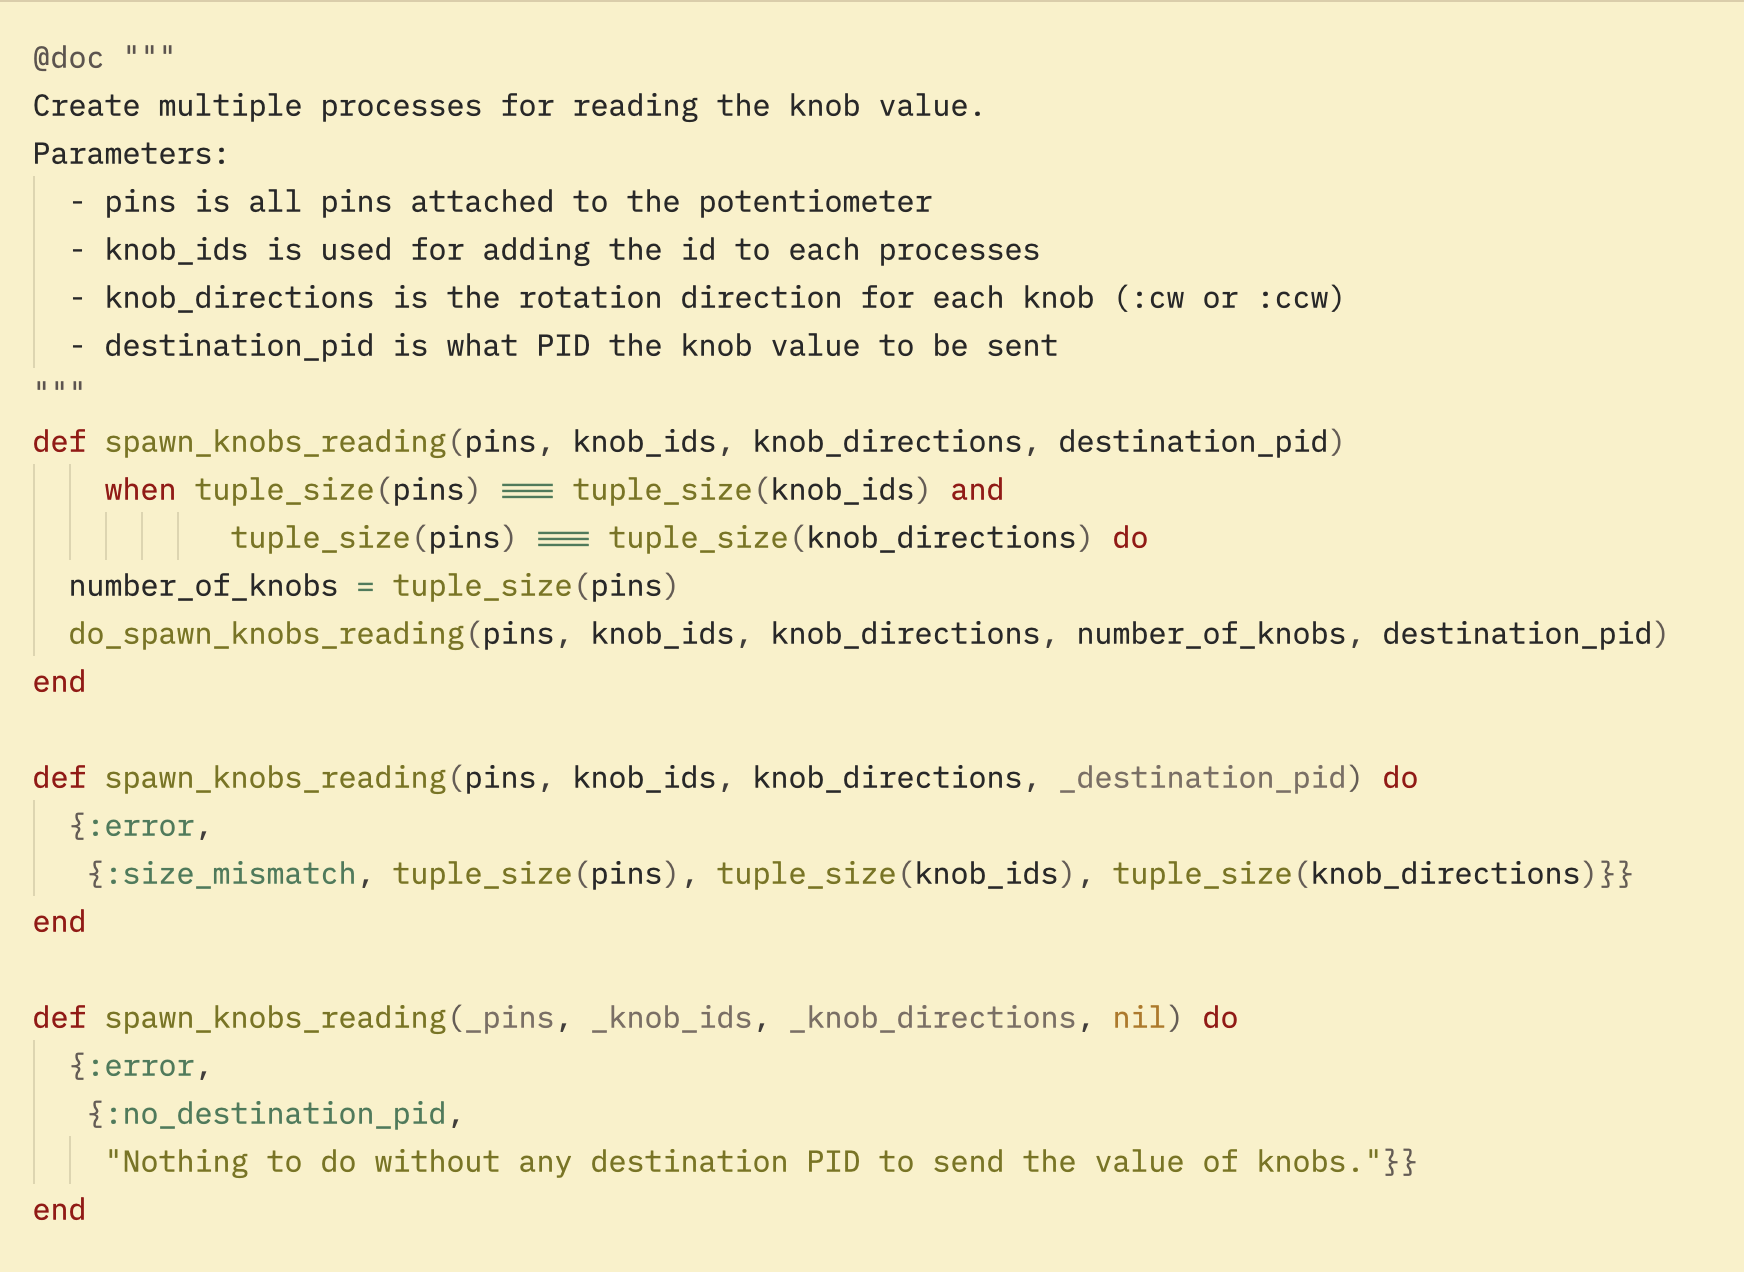 @doc """
Create multiple processes for reading the knob value.
Parameters:
  - pins is all pins attached to the potentiometer
  - knob_ids is used for adding the id to each processes
  - knob_directions is the rotation direction for each knob (:cw or :ccw)
  - destination_pid is what PID the knob value to be sent
"""
def spawn_knobs_reading(pins, knob_ids, knob_directions, destination_pid)
    when tuple_size(pins) === tuple_size(knob_ids) and
           tuple_size(pins) === tuple_size(knob_directions) do
  number_of_knobs = tuple_size(pins)
  do_spawn_knobs_reading(pins, knob_ids, knob_directions, number_of_knobs, destination_pid)
end

def spawn_knobs_reading(pins, knob_ids, knob_directions, _destination_pid) do
  {:error,
   {:size_mismatch, tuple_size(pins), tuple_size(knob_ids), tuple_size(knob_directions)}}
end

def spawn_knobs_reading(_pins, _knob_ids, _knob_directions, nil) do
  {:error,
   {:no_destination_pid,
    "Nothing to do without any destination PID to send the value of knobs."}}
end